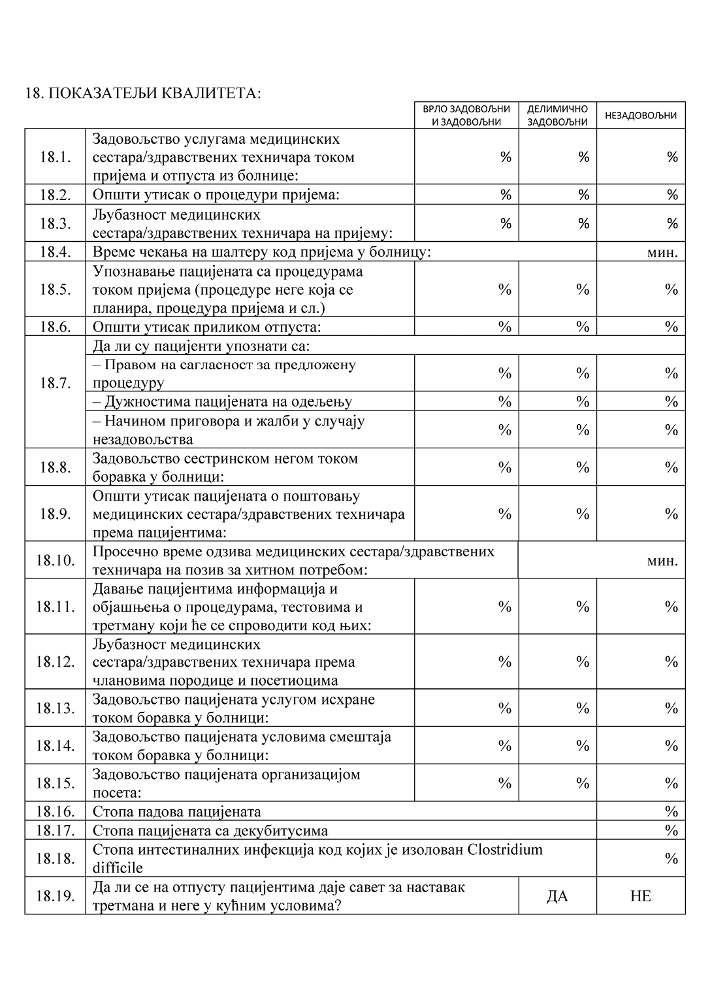 18. ПОКАЗАТЕЉИ КВАЛИТЕТА:
ВРЛО ЗАДОВОЉНИ
И ЗАДОВОЉНИ
ДЕЛИМИЧНО
ЗАДОВОЉНИ
НЕЗАДОВОЉНИ
18.1.
Задовољство услугама медицинских
сестара/здравствених техничара током
пријема и отпуста из болнице:
% % %
18.2. Општи утисак о процедури пријема: % % %
18.3.
Љубазност медицинских
сестара/здравствених техничара на пријему:
% % %
18.4. Време чекања на шалтеру код пријема у болницу: мин.
18.5.
Упознавање пацијената са процедурама
током пријема (процедуре неге која се
планира, процедура пријема и сл.)
% % %
18.6. Општи утисак приликом отпуста: % % %
18.7.
Да ли су пацијенти упознати са:
– Правом на сагласност за предложену
процедуру
% % %
– Дужностима пацијената на одељењу % % %
– Начином приговора и жалби у случају
незадовољства
% % %
18.8.
Задовољство сестринском негом током
боравка у болници:
% % %
18.9.
Општи утисак пацијената о поштовању
медицинских сестара/здравствених техничара
према пацијентима:
% % %
18.10.
Просечно време одзива медицинских сестара/здравствених
техничара на позив за хитном потребом:
мин.
18.11.
Давање пацијентима информација и
објашњења о процедурама, тестовима и
третману који ће се спроводити код њих:
% % %
18.12.
Љубазност медицинских
сестара/здравствених техничара према
члановима породице и посетиоцима
% % %
18.13.
Задовољство пацијената услугом исхране
током боравка у болници:
% % %
18.14.
Задовољство пацијената условима смештаја
током боравка у болници:
% % %
18.15.
Задовољство пацијената организацијом
посета:
% % %
18.16. Стопа падова пацијената %
18.17. Стопа пацијената са декубитусима %
18.18.
Стопа интестиналних инфекција код којих је изолован Clostridium
difficile
%
18.19.
Да ли се на отпусту пацијентима даје савет за наставак
третмана и неге у кућним условима?
ДА НЕ